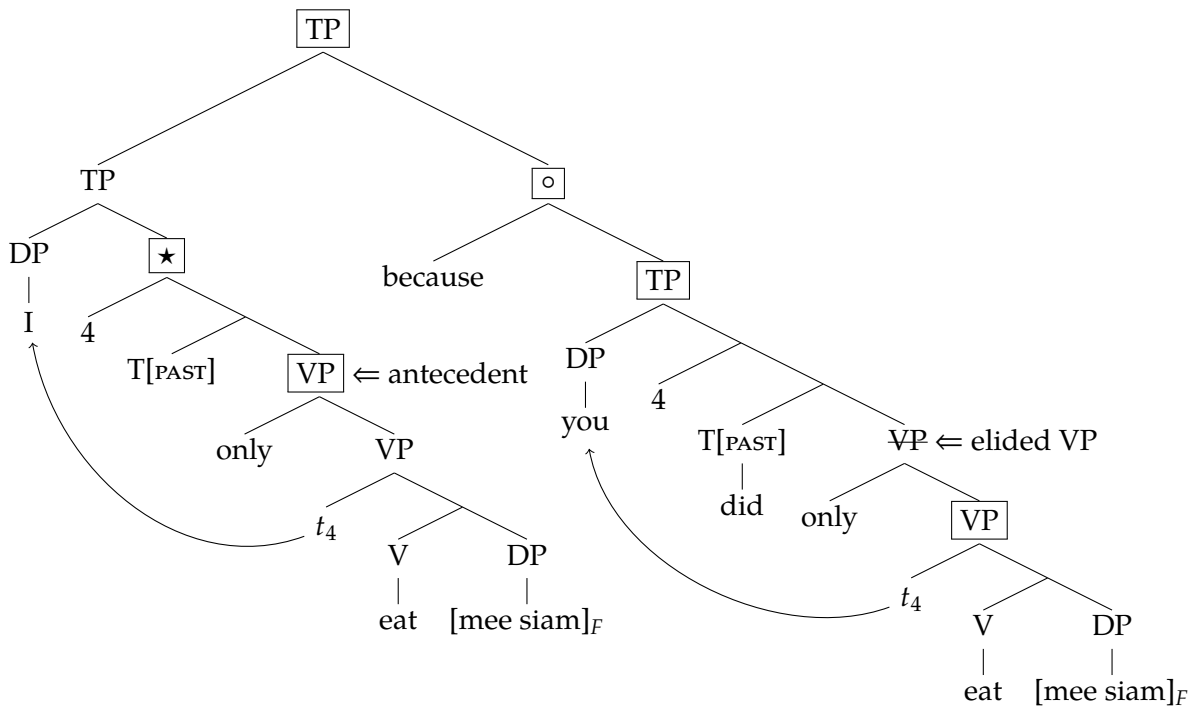 TP
TP
○
DP
★
because
TP
I
4
DP
T[PAST]
VP ⇐ antecedent
4
you
only
VP
T[PAST]
VP ⇐ elided VP
did
only
VP
t4
V
DP
t4
eat
[mee siam]F
V
DP
eat
[mee siam]F